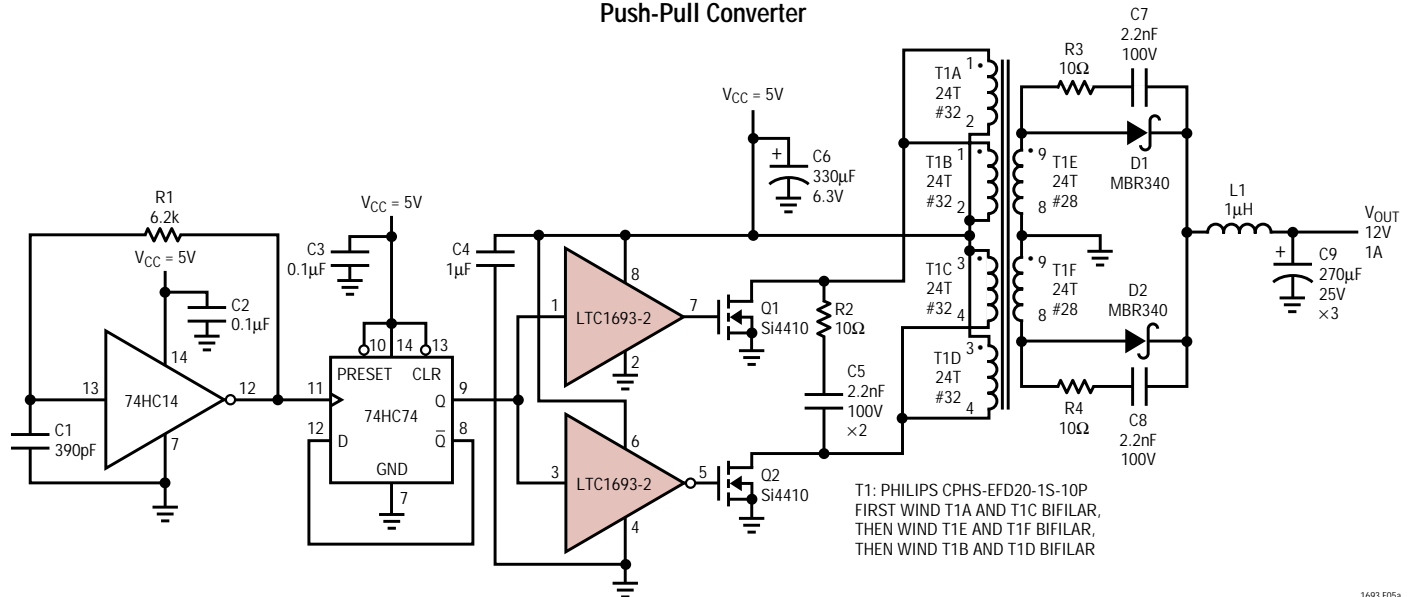 Push-Pull Converter
R1
6.2k
VCC = 5V
C2
0.1µF
14
13
74HC14
12
7
C1
390pF
VCC = 5V
C3
0.1µF
10
14
13
PRESET
CLR
11
74HC74
Q
9
12
D
Q̅
8
GND
7
C4
1µF
VCC = 5V
+
C6
330µF
6.3V
8
1
LTC1693-2
7
2
Q1
Si4410
6
3
LTC1693-2
5
4
Q2
Si4410
R2
10Ω
C5
2.2nF
100V
×2
1
T1A
24T
#32
2
1
T1B
24T
#32
2
3
T1C
24T
#32
4
3
T1D
24T
#32
4
9
T1E
24T
#28
8
9
T1F
24T
#28
8
R3
10Ω
C7
2.2nF
100V
D1
MBR340
D2
MBR340
R4
10Ω
C8
2.2nF
100V
L1
1µH
VOUT
12V
1A
+
C9
270µF
25V
×3
T1: PHILIPS CPHS-EFD20-1S-10P
FIRST WIND T1A AND T1C BIFILAR,
THEN WIND T1E AND T1F BIFILAR,
THEN WIND T1B AND T1D BIFILAR
1693 F05a